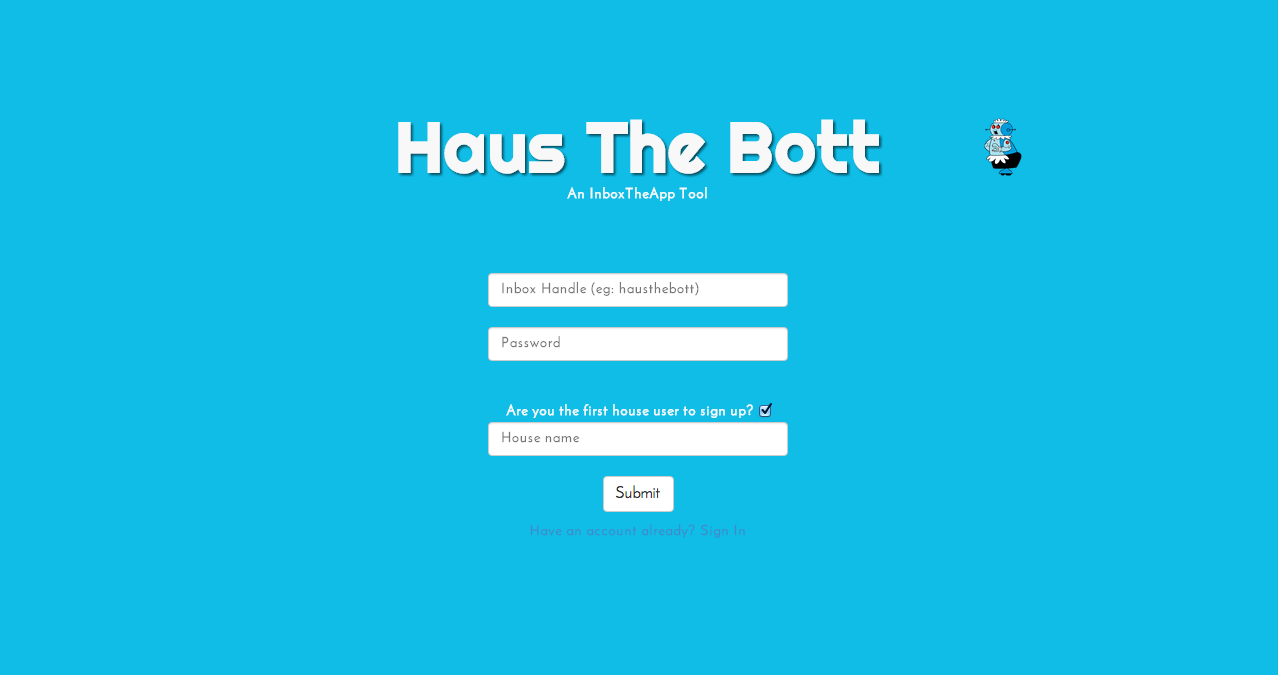 Haus The Bott
An InboxTheApp Tool
Inbox Handle (eg: hausthebott)
Password
Are you the first house user to sign up?
House name
Submit
Have an account already? Sign In